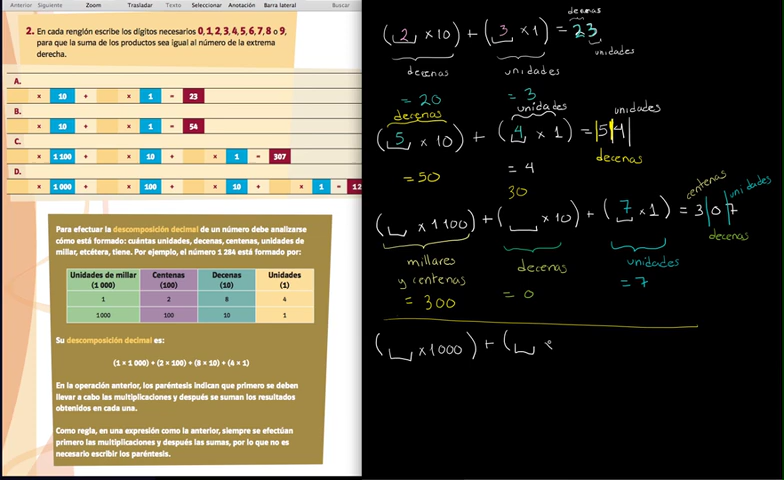 Anterior Siguiente Zoom Trasladar Texto Seleccionar Anotación Barra lateral Buscar
2. En cada renglón escribe los dígitos necesarios 0, 1, 2, 3, 4, 5, 6, 7, 8 o 9,
para que la suma de los productos sea igual al número de la extrema
derecha.
A.
× 10 + × 1 = 23
B.
× 10 + × 1 = 54
C.
× 1 100 + × 10 + × 1 = 307
D.
× 1 000 + × 100 + × 10 + × 1 = 12
Para efectuar la descomposición decimal de un número debe analizarse
cómo está formado: cuántas unidades, decenas, centenas, unidades de
millar, etcétera, tiene. Por ejemplo, el número 1 284 está formado por:
Unidades de millar Centenas Decenas Unidades
(1 000) (100) (10) (1)
1 2 8 4
1 000 100 10 1
Su descomposición decimal es:
(1 × 1 000) + (2 × 100) + (8 × 10) + (4 × 1)
En la operación anterior, los paréntesis indican que primero se deben
llevar a cabo las multiplicaciones y después se suman los resultados
obtenidos en cada una.
Como regla, en una expresión como la anterior, siempre se efectúan
primero las multiplicaciones y después las sumas, por lo que no es
necesario escribir los paréntesis.
decenas
(2 × 10) + (3 × 1) = 23
unidades
decenas unidades
= 20 = 3
decenas unidades unidades
(5 × 10) + (4 × 1) = |5|4|
decenas
= 50 = 4
30
centenas unidades
(_ × 1100) + (_ × 10) + (7 × 1) = 3|0|7
decenas
millares decenas unidades
y centenas
= 300 = 0 = 7
(_ × 1000) + (_ ×